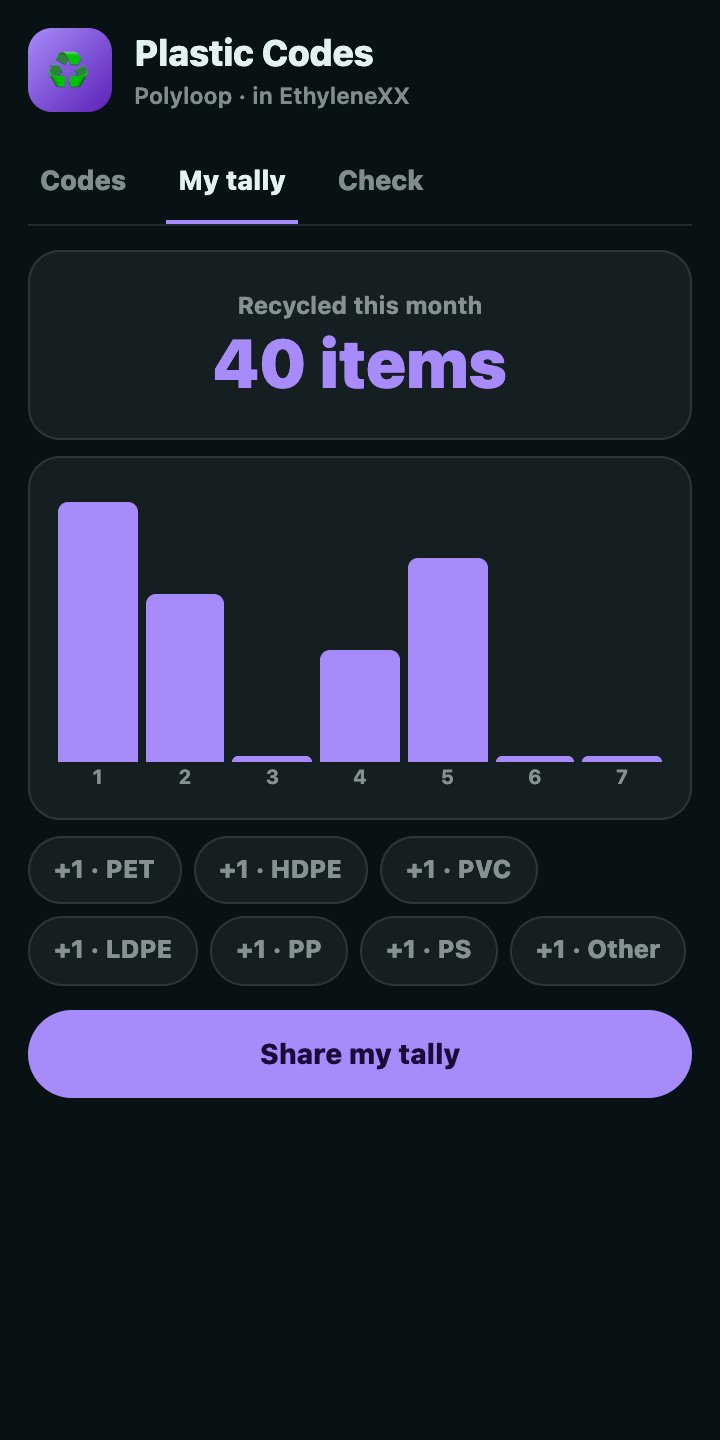 Plastic Codes
Polyloop · in EthyleneXX
Codes My tally Check
Recycled this month
40 items
1 2 3 4 5 6 7
+1 · PET +1 · HDPE +1 · PVC
+1 · LDPE +1 · PP +1 · PS +1 · Other
Share my tally